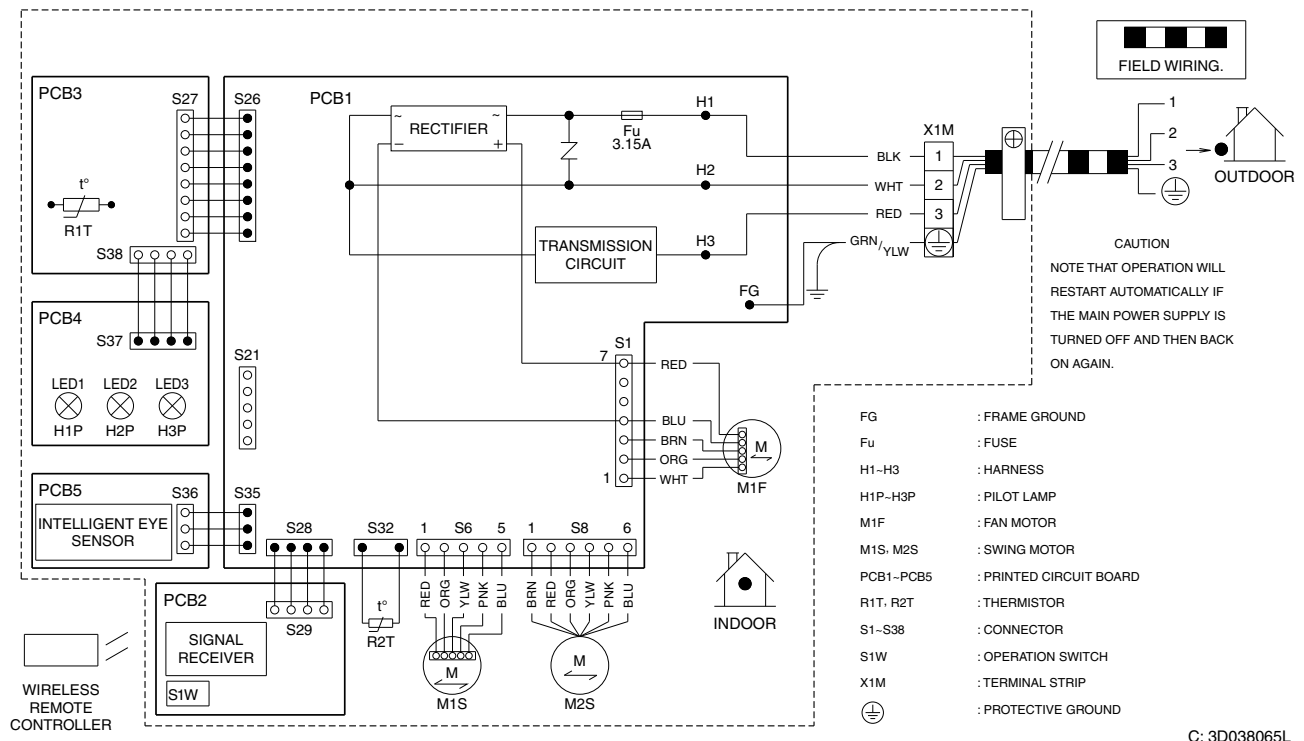 FIELD WIRING.
PCB3
S27
S26
PCB1
RECTIFIER
~
~
−
+
Fu
3.15A
H1
H2
H3
TRANSMISSION
CIRCUIT
FG
X1M
BLK
1
WHT
2
RED
3
GRN/YLW
1
2
3
OUTDOOR
t°
R1T
S38
PCB4
S37
LED1
LED2
LED3
H1P
H2P
H3P
S21
PCB5
S36
S35
INTELLIGENT EYE
SENSOR
CAUTION
NOTE THAT OPERATION WILL
RESTART AUTOMATICALLY IF
THE MAIN POWER SUPPLY IS
TURNED OFF AND THEN BACK
ON AGAIN.
S1
7
RED
BLU
BRN
ORG
1
WHT
M
M1F
S28
S32
1 S6 5
1 S8 6
RED
ORG
YLW
PNK
BLU
BRN
RED
ORG
YLW
PNK
BLU
PCB2
S29
SIGNAL
RECEIVER
S1W
t°
R2T
M
M1S
M
M2S
INDOOR
WIRELESS
REMOTE
CONTROLLER
FG : FRAME GROUND
Fu : FUSE
H1~H3 : HARNESS
H1P~H3P : PILOT LAMP
M1F : FAN MOTOR
M1S, M2S : SWING MOTOR
PCB1~PCB5 : PRINTED CIRCUIT BOARD
R1T, R2T : THERMISTOR
S1~S38 : CONNECTOR
S1W : OPERATION SWITCH
X1M : TERMINAL STRIP
: PROTECTIVE GROUND
C: 3D038065L